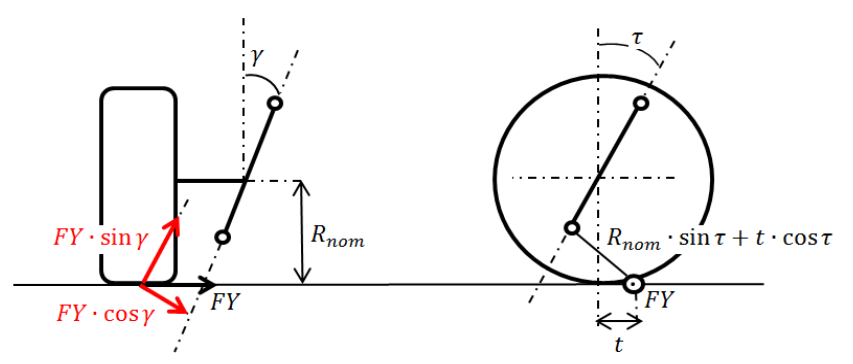 γ
τ
FY · sin γ
R_nom
R_nom · sin τ + t · cos τ
FY
FY
FY · cos γ
t